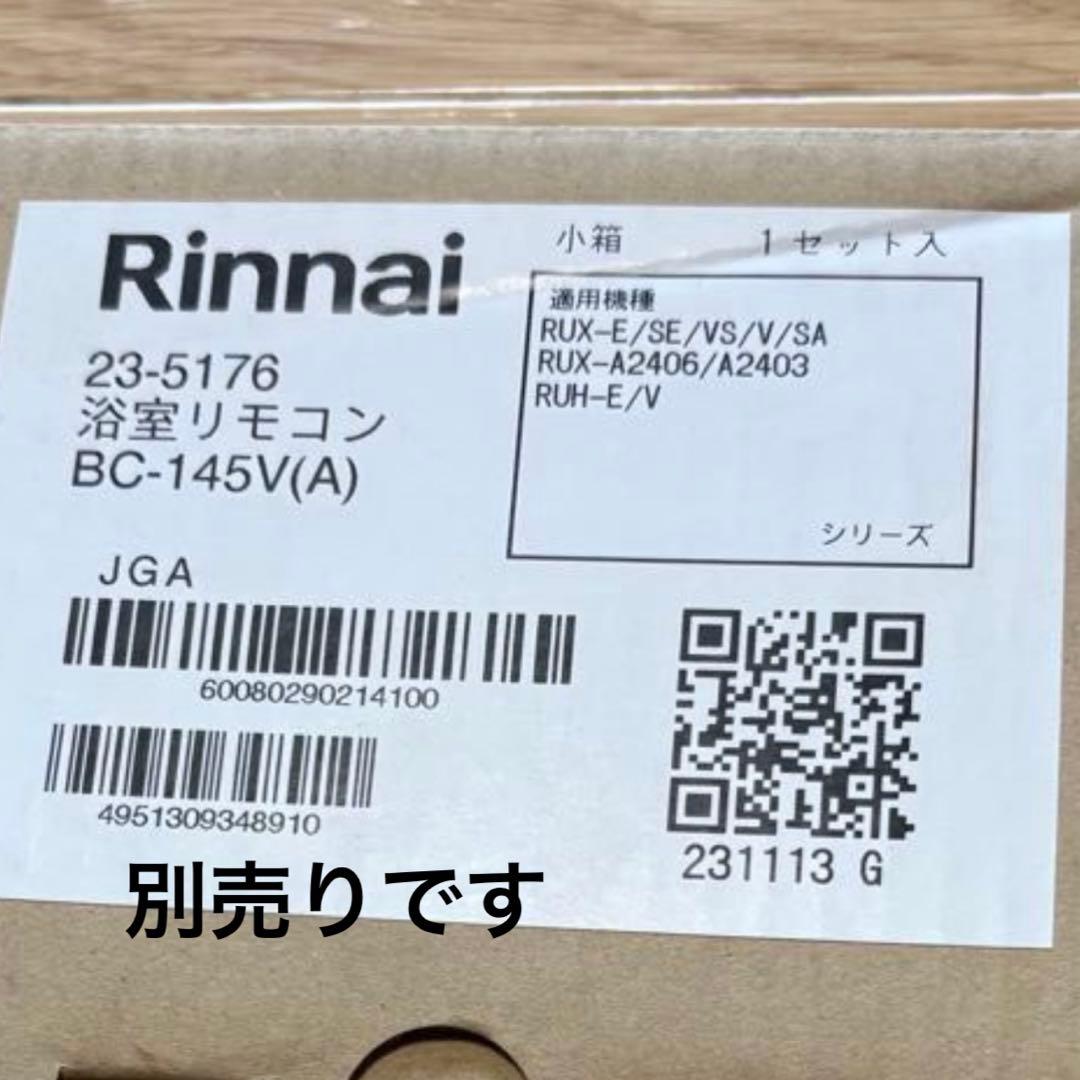 Rinnai
23-5176
浴室リモコン
BC-145V(A)
小箱 1セット入
適用機種
RUX-E/SE/VS/V/SA
RUX-A2406/A2403
RUH-E/V
シリーズ
JGA
60080290214100
4951309348910
231113 G
別売りです